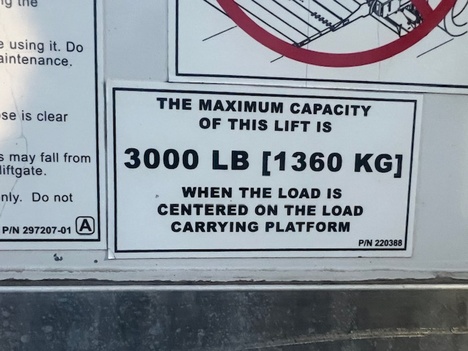 ng the
e using it. Do
aintenance.
se is clear
s may fall from
liftgate.
nly. Do not
P/N 297207-01 A
THE MAXIMUM CAPACITY
OF THIS LIFT IS
3000 LB [1360 KG]
WHEN THE LOAD IS
CENTERED ON THE LOAD
CARRYING PLATFORM
P/N 220388